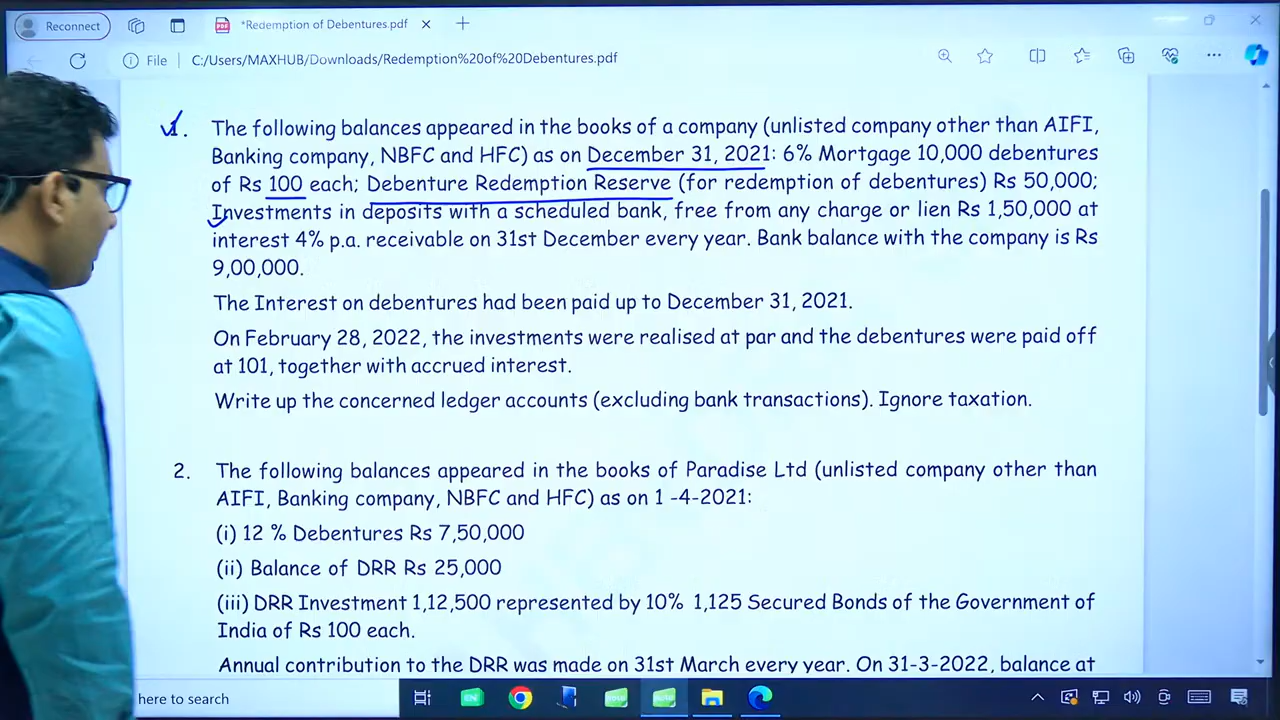 Reconnect
*Redemption of Debentures.pdf
File
C:/Users/MAXHUB/Downloads/Redemption%20of%20Debentures.pdf
1. The following balances appeared in the books of a company (unlisted company other than AIFI,
Banking company, NBFC and HFC) as on December 31, 2021: 6% Mortgage 10,000 debentures
of Rs 100 each; Debenture Redemption Reserve (for redemption of debentures) Rs 50,000;
Investments in deposits with a scheduled bank, free from any charge or lien Rs 1,50,000 at
interest 4% p.a. receivable on 31st December every year. Bank balance with the company is Rs
9,00,000.
The Interest on debentures had been paid up to December 31, 2021.
On February 28, 2022, the investments were realised at par and the debentures were paid off
at 101, together with accrued interest.
Write up the concerned ledger accounts (excluding bank transactions). Ignore taxation.
2. The following balances appeared in the books of Paradise Ltd (unlisted company other than
AIFI, Banking company, NBFC and HFC) as on 1 -4-2021:
(i) 12 % Debentures Rs 7,50,000
(ii) Balance of DRR Rs 25,000
(iii) DRR Investment 1,12,500 represented by 10% 1,125 Secured Bonds of the Government of
India of Rs 100 each.
Annual contribution to the DRR was made on 31st March every year. On 31-3-2022, balance at
here to search